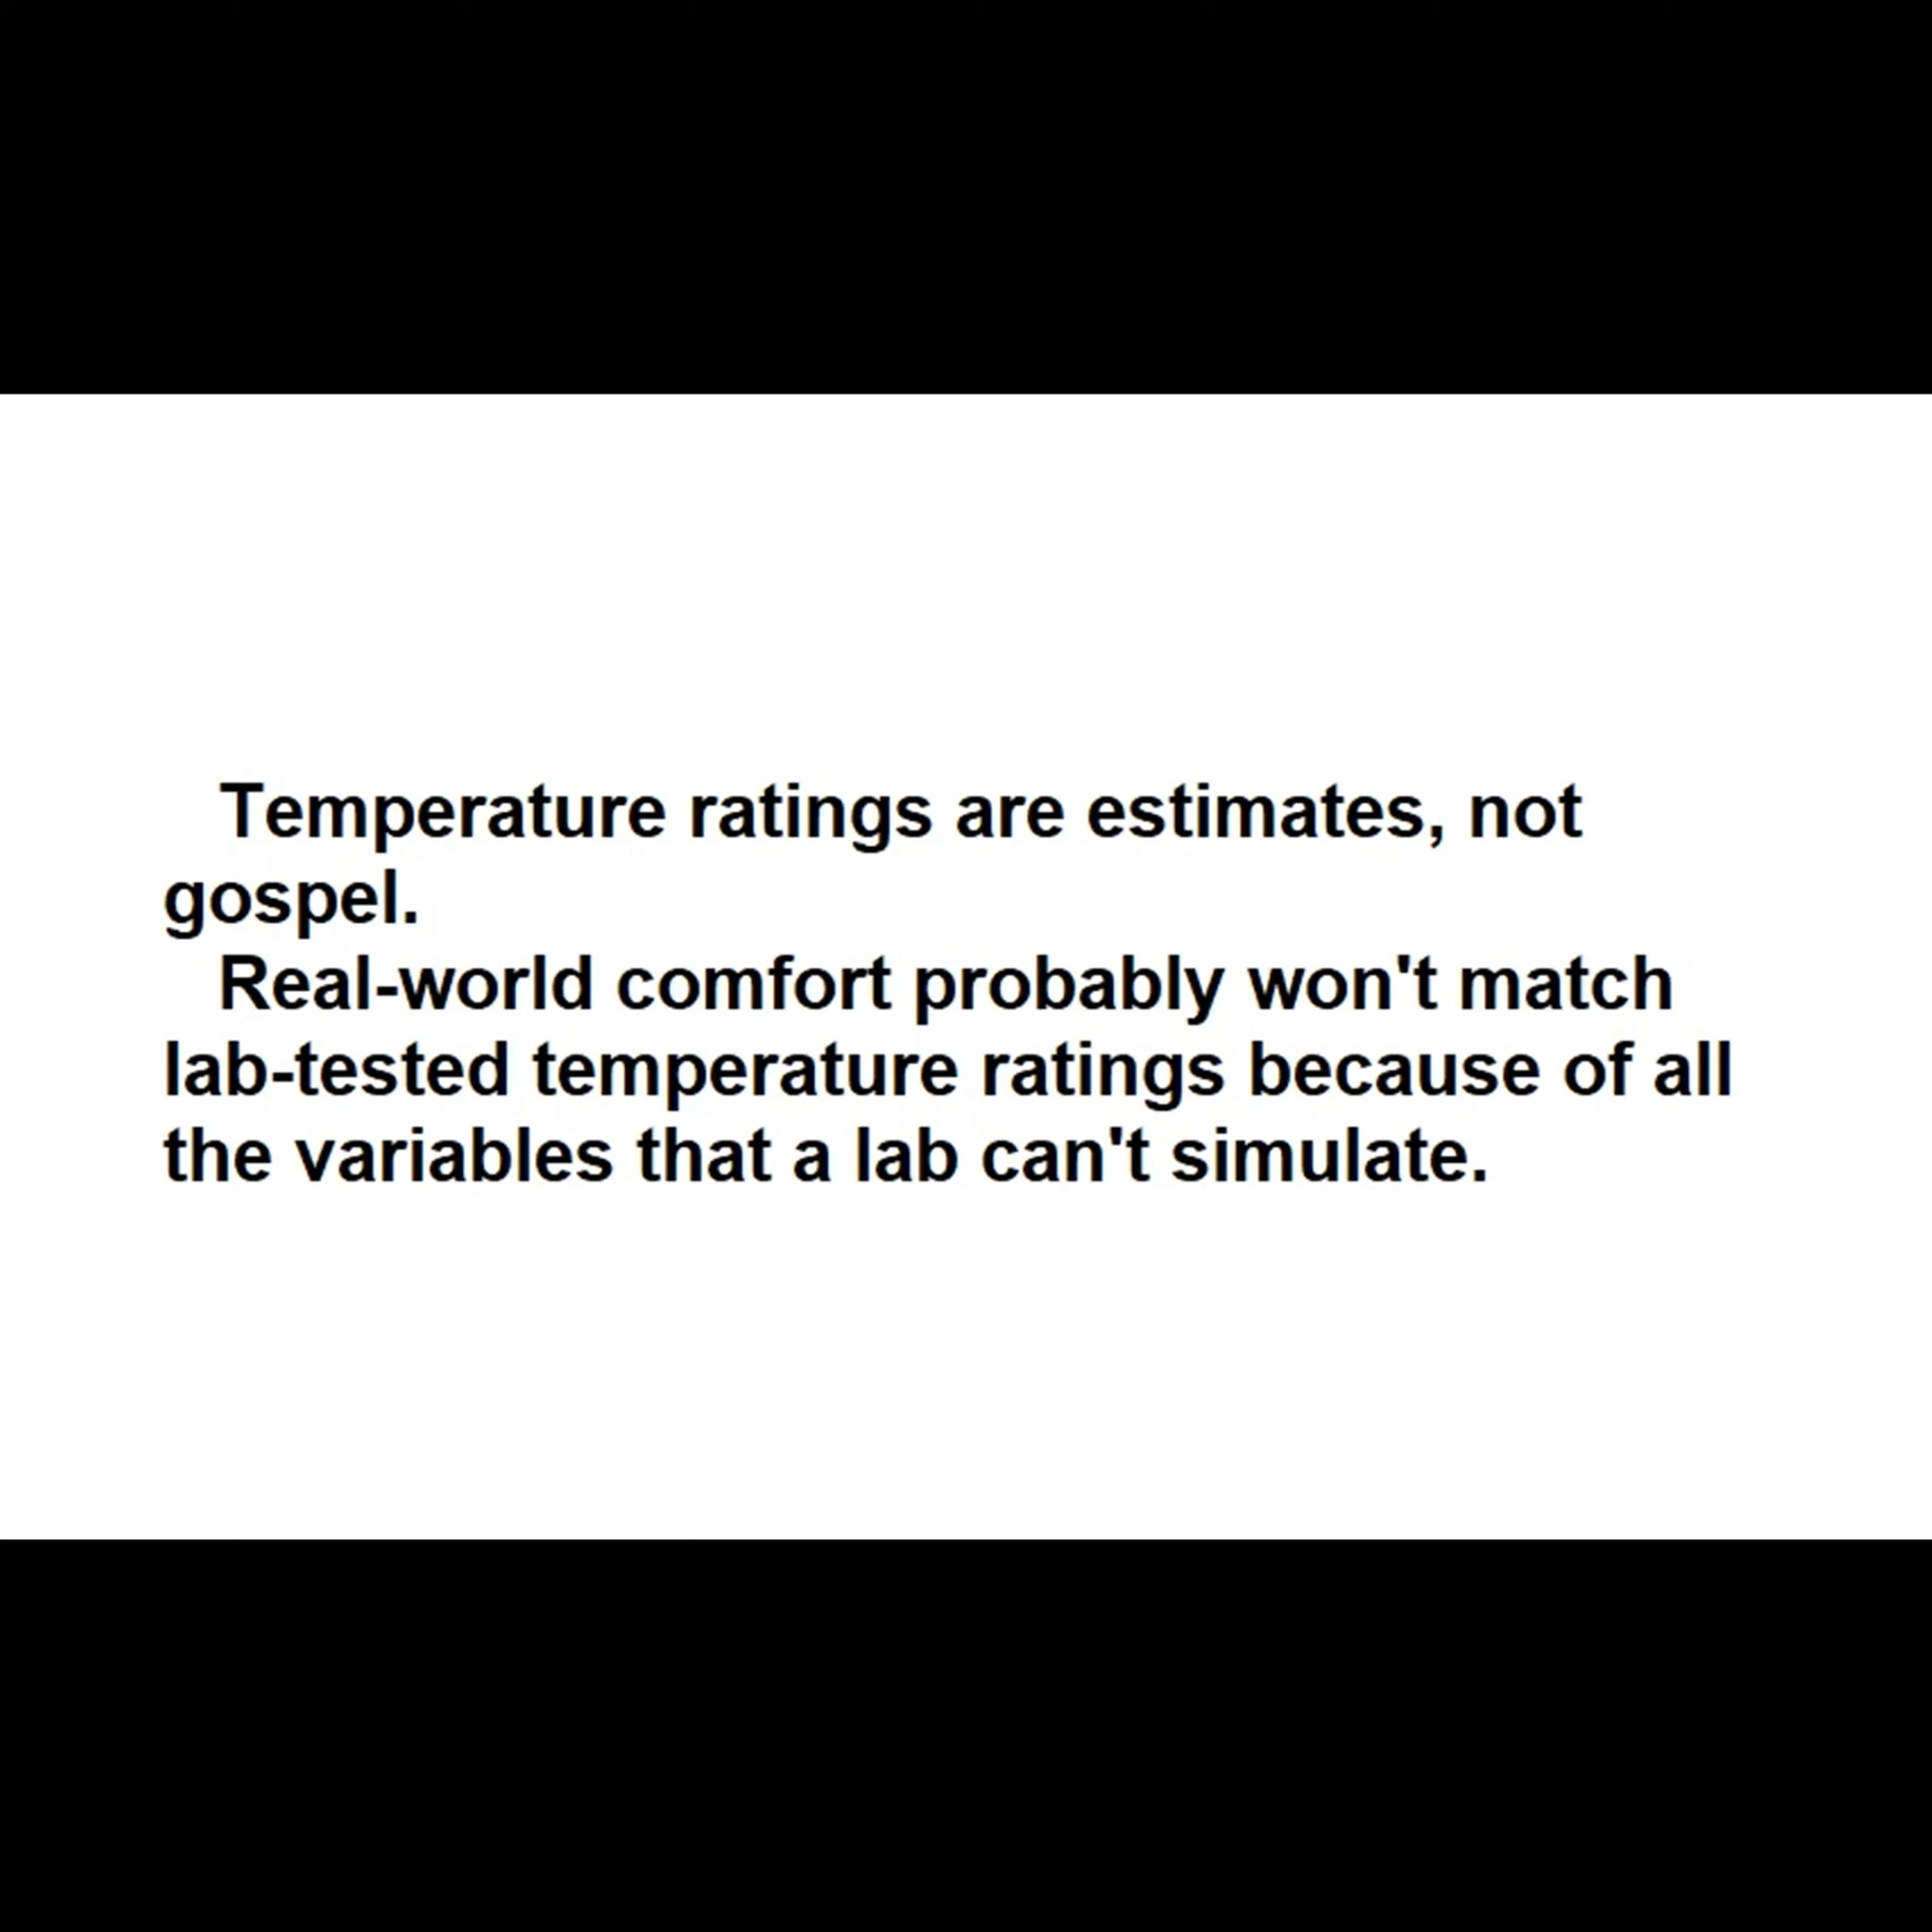 Temperature ratings are estimates, not
gospel.
Real-world comfort probably won't match
lab-tested temperature ratings because of all
the variables that a lab can't simulate.